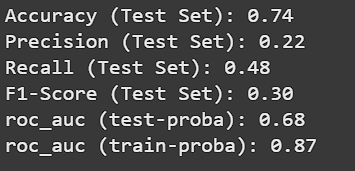 Accuracy (Test Set): 0.74
Precision (Test Set): 0.22
Recall (Test Set): 0.48
F1-Score (Test Set): 0.30
roc_auc (test-proba): 0.68
roc_auc (train-proba): 0.87